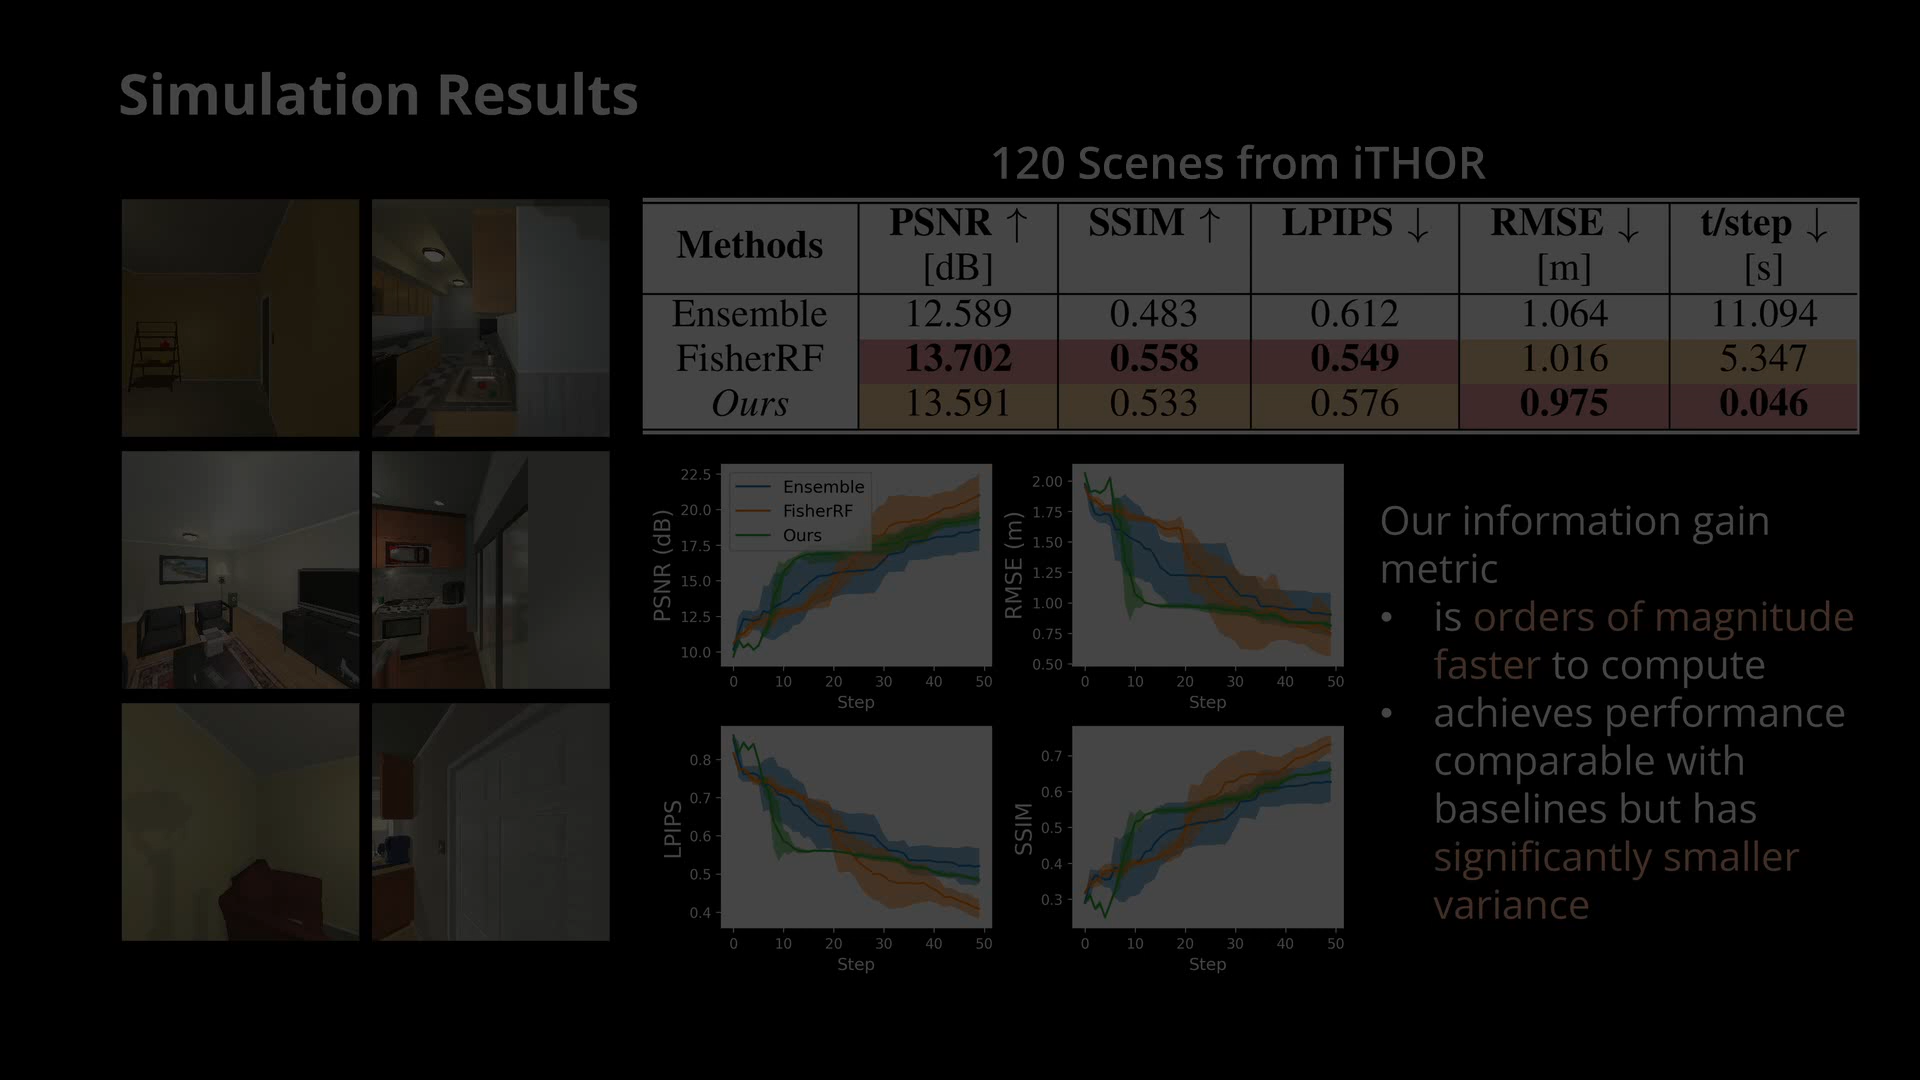 Simulation Results
120 Scenes from iTHOR
Methods PSNR ↑ [dB] SSIM ↑ LPIPS ↓ RMSE ↓ [m] t/step ↓ [s]
Ensemble 12.589 0.483 0.612 1.064 11.094
FisherRF 13.702 0.558 0.549 1.016 5.347
Ours 13.591 0.533 0.576 0.975 0.046
PSNR (dB)
22.5
20.0
17.5
15.0
12.5
10.0
Ensemble
FisherRF
Ours
0 10 20 30 40 50
Step
RMSE (m)
2.00
1.75
1.50
1.25
1.00
0.75
0.50
0 10 20 30 40 50
Step
LPIPS
0.8
0.7
0.6
0.5
0.4
0 10 20 30 40 50
Step
SSIM
0.7
0.6
0.5
0.4
0.3
0 10 20 30 40 50
Step
Our information gain
metric
• is orders of magnitude
faster to compute
• achieves performance
comparable with
baselines but has
significantly smaller
variance